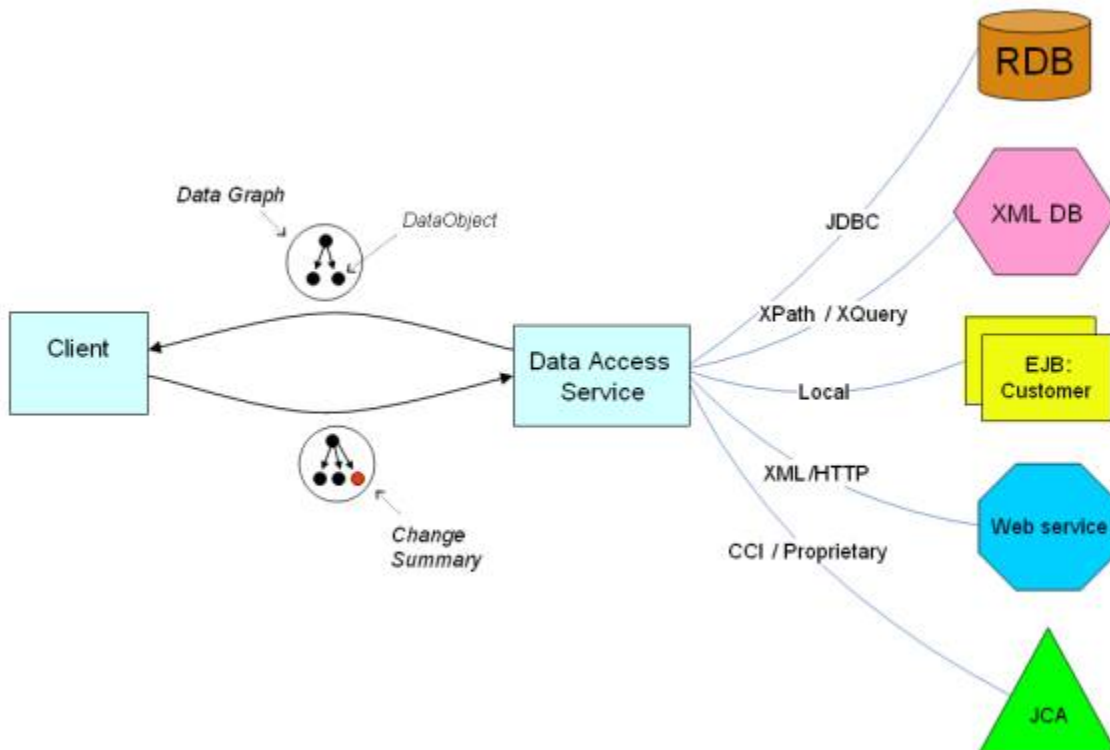 RDB
Data Graph
DataObject
JDBC
XML DB
XPath / XQuery
Client
Data Access
Service
EJB:
Customer
Local
XML/HTTP
Web service
Change
Summary
CCI / Proprietary
JCA